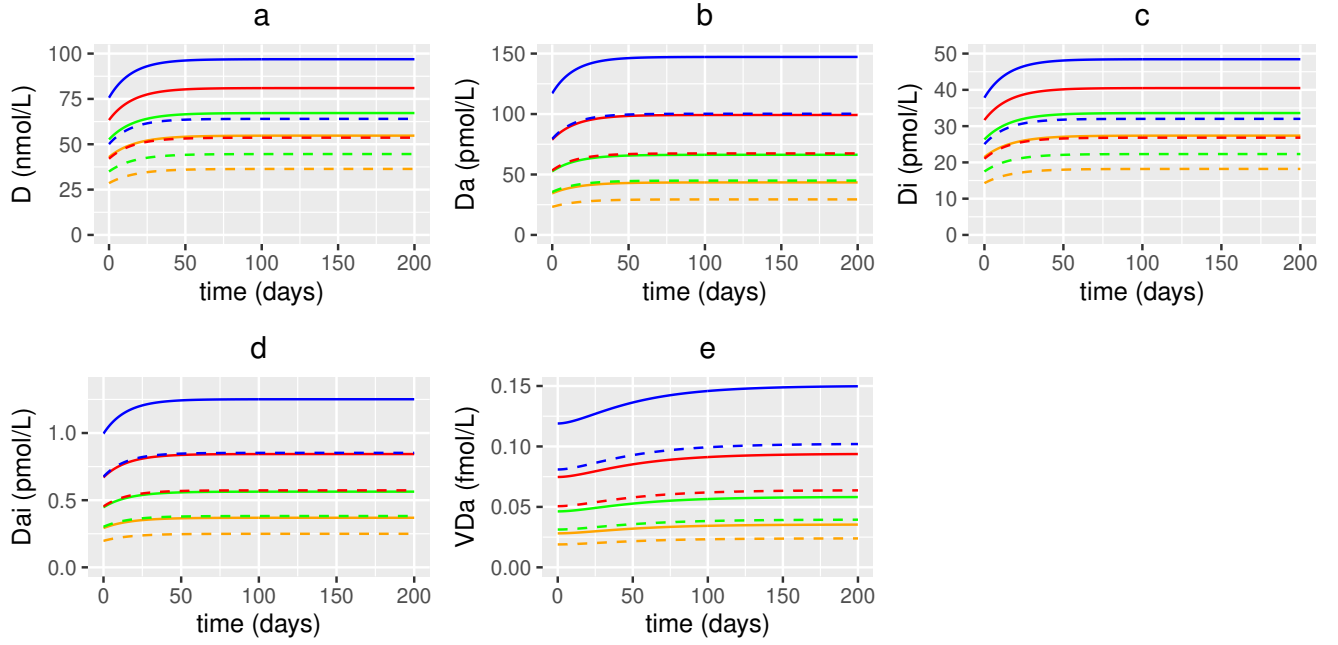 a
100
75
50
25
0
D (nmol/L)
0 50 100 150 200
time (days)
b
150
100
50
0
Da (pmol/L)
0 50 100 150 200
time (days)
c
50
40
30
20
10
0
Di (pmol/L)
0 50 100 150 200
time (days)
d
1.0
0.5
0.0
Dai (pmol/L)
0 50 100 150 200
time (days)
e
0.15
0.10
0.05
0.00
VDa (fmol/L)
0 50 100 150 200
time (days)